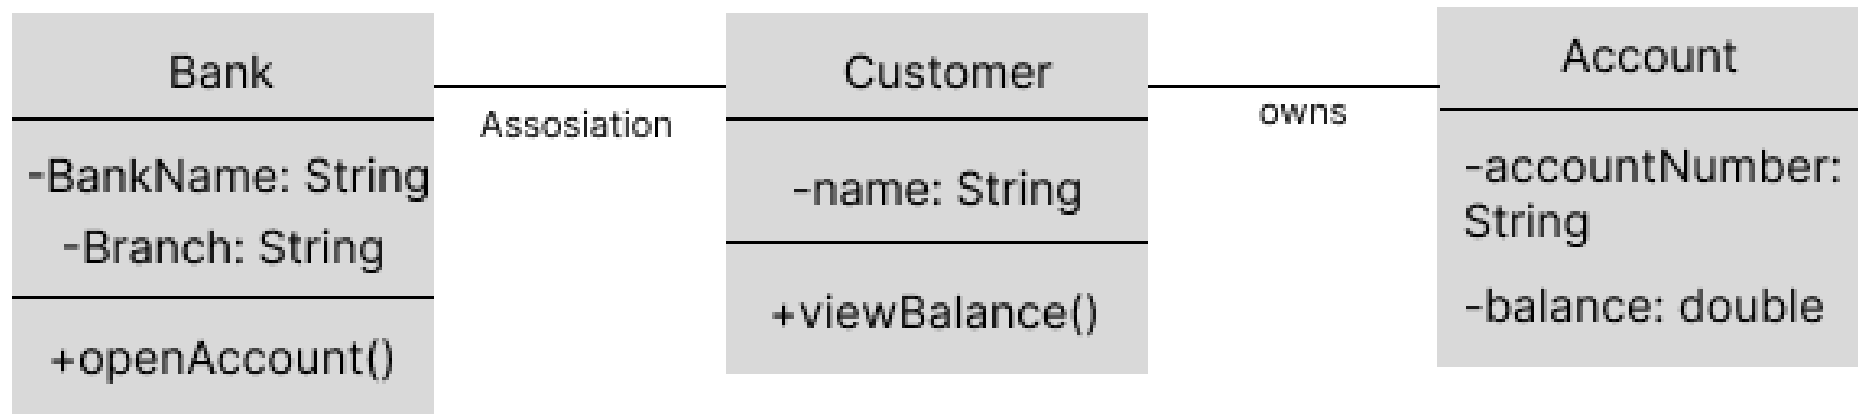 Bank
-BankName: String
-Branch: String
+openAccount()
Assosiation
Customer
-name: String
+viewBalance()
owns
Account
-accountNumber:
String
-balance: double